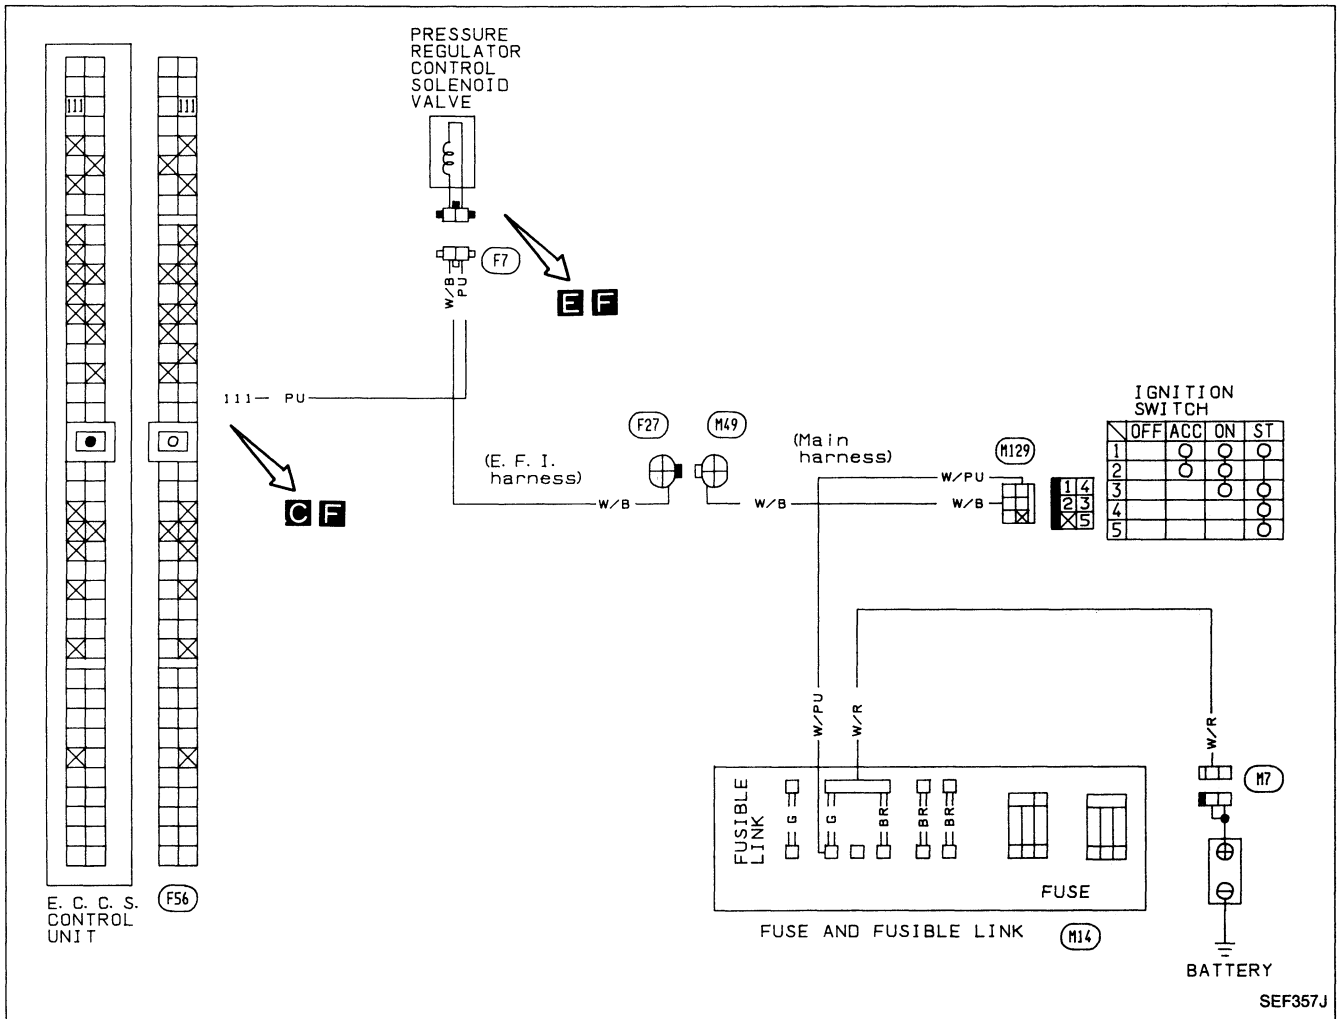 PRESSURE
REGULATOR
CONTROL
SOLENOID
VALVE
111
111
F7
W/B
PU
E F
111 PU
C F
(E. F. I.
harness)
W/B
F27
M49
W/B
(Main
harness)
W/PU
W/B
M129
1 4
2 3
5
IGNITION
SWITCH
OFF ACC ON ST
1
2
3
4
5
W/PU
W/R
W/R
M7
FUSIBLE
LINK
G
G
BR
BR
BR
FUSE
FUSE AND FUSIBLE LINK
M14
BATTERY
E. C. C. S.
CONTROL
UNIT
F56
SEF357J